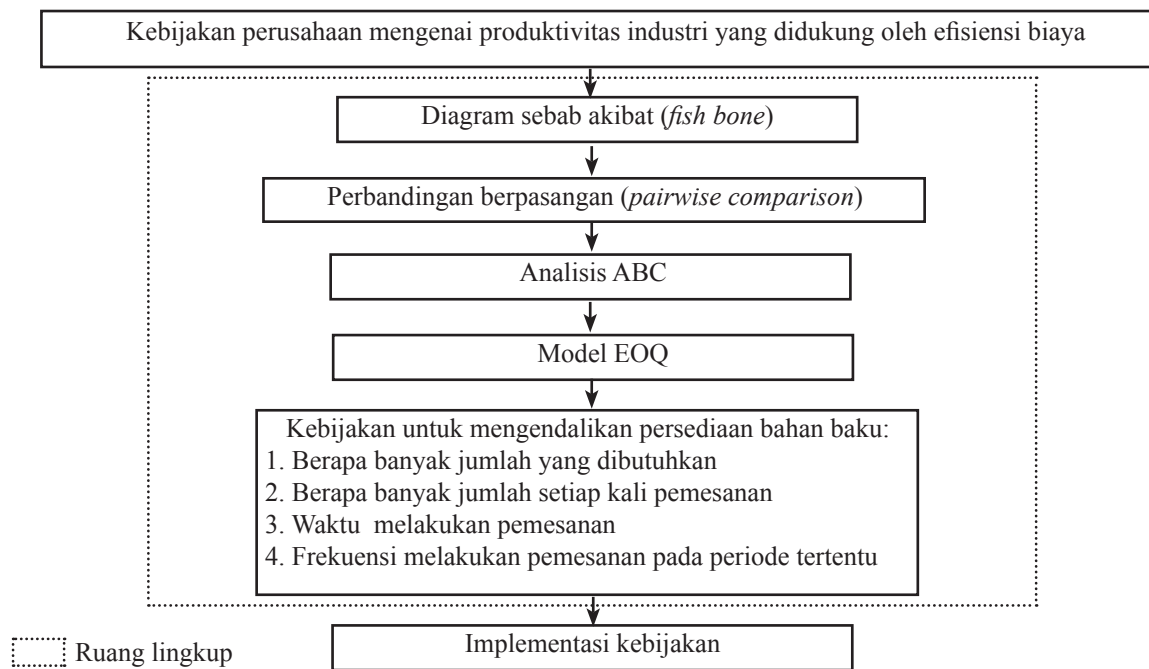 Kebijakan perusahaan mengenai produktivitas industri yang didukung oleh efisiensi biaya
Diagram sebab akibat (fish bone)
Perbandingan berpasangan (pairwise comparison)
Analisis ABC
Model EOQ
Kebijakan untuk mengendalikan persediaan bahan baku:
1. Berapa banyak jumlah yang dibutuhkan
2. Berapa banyak jumlah setiap kali pemesanan
3. Waktu melakukan pemesanan
4. Frekuensi melakukan pemesanan pada periode tertentu
Implementasi kebijakan
Ruang lingkup